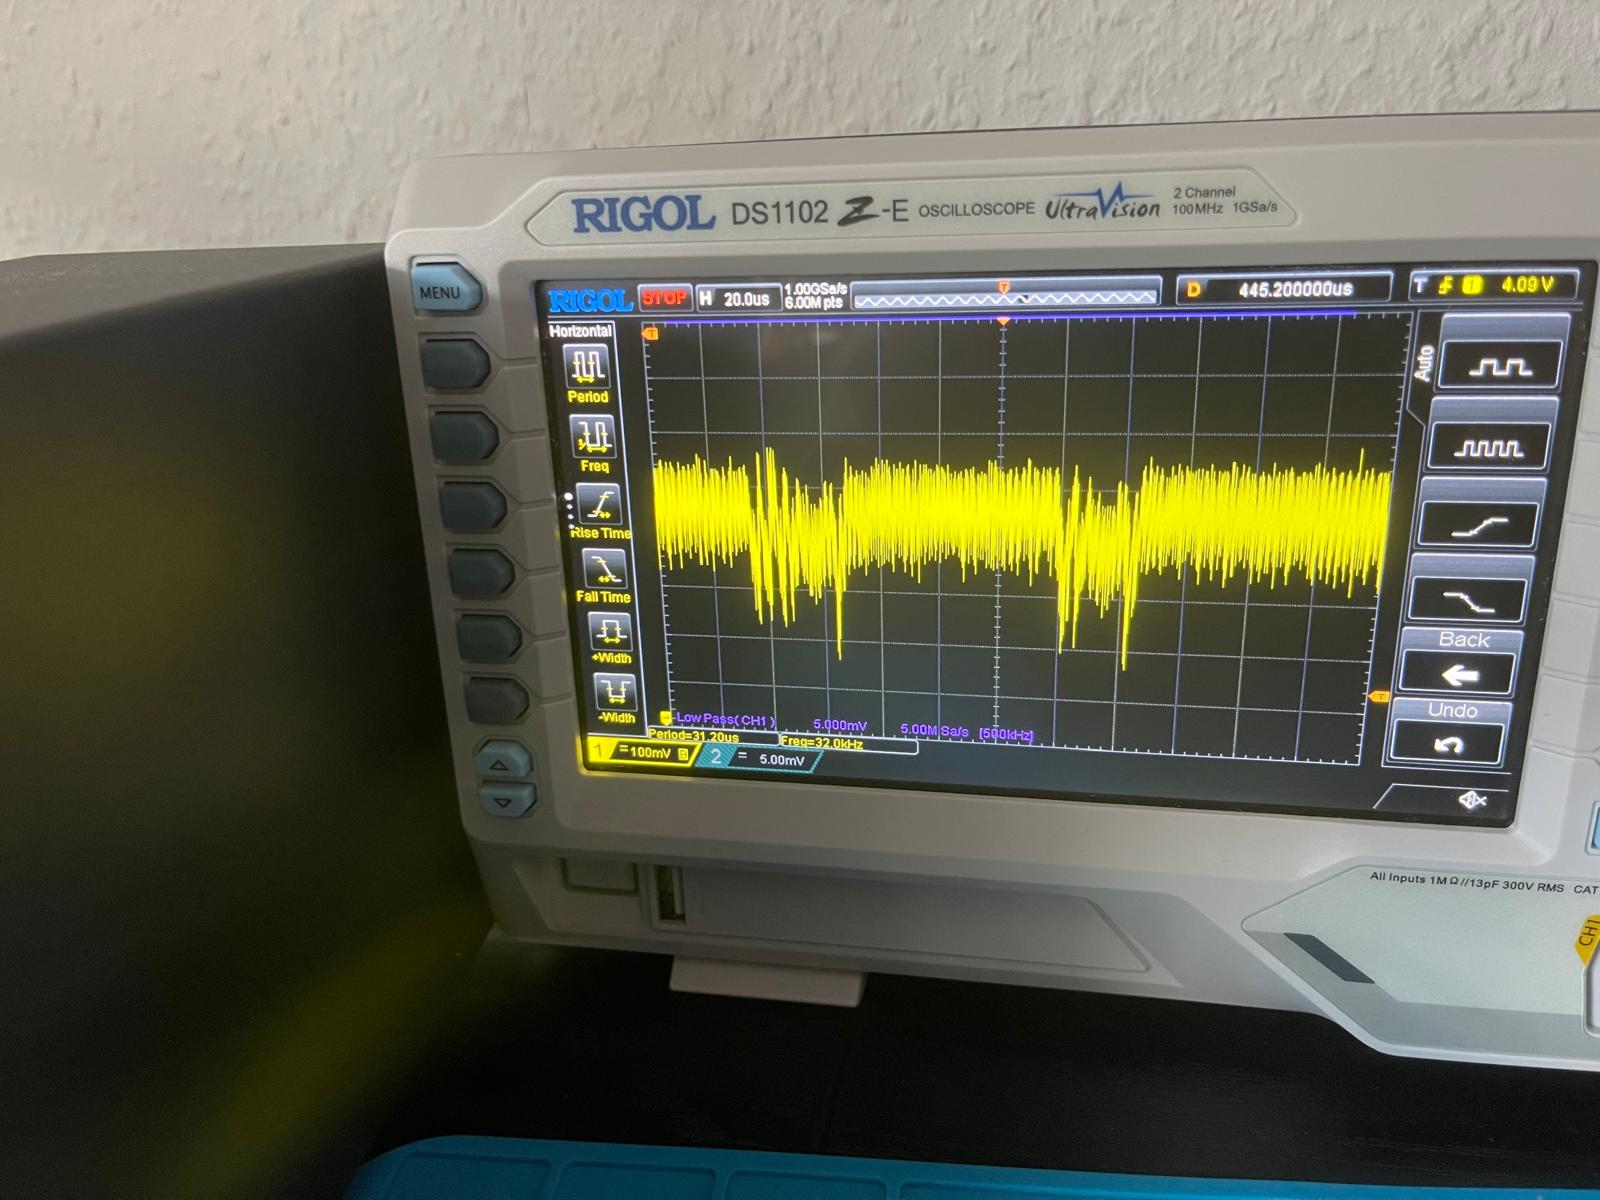 RIGOL DS1102 Z-E OSCILLOSCOPE UltraVision 2 Channel
100MHz 1GSa/s
MENU
RIGOL STOP H 20.0us 1.00GSa/s
6.00M pts
D 445.200000us T 1 4.09 V
Horizontal
Period
Freq
Rise Time
Fall Time
+Width
-Width
Auto
Back
Undo
Low Pass( CH1 ) 5.000mV 5.00M Sa/s [500kHz]
Period=31.20us Freq=32.0kHz
1 = 100mV B 2 = 5.00mV
All Inputs 1MΩ//13pF 300V RMS CAT
CH1